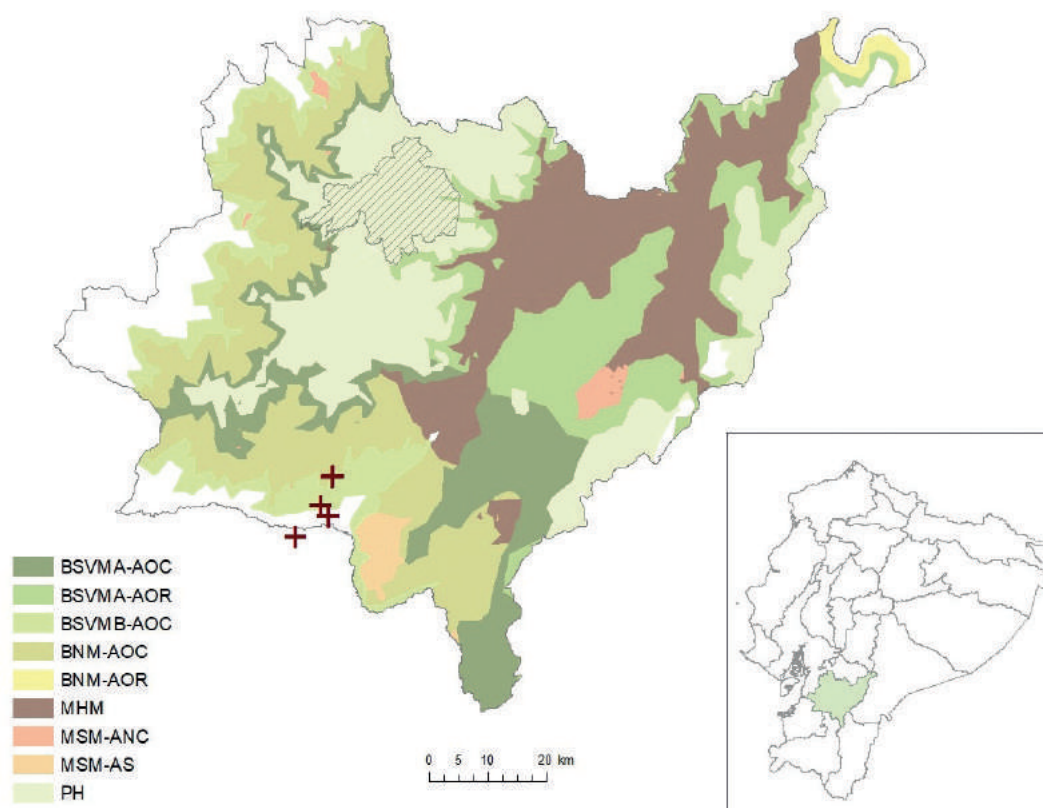 BSVMA-AOC
BSVMA-AOR
BSVMB-AOC
BNM-AOC
BNM-AOR
MHM
MSM-ANC
MSM-AS
PH
0 5 10 20 km